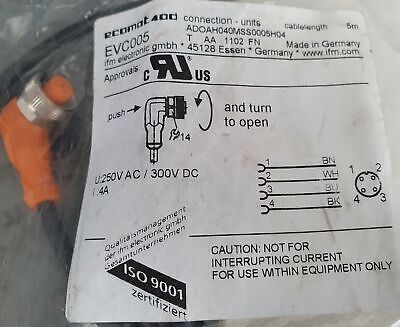 ecomat400 connection - units cablelength 5m
EVC005 ADOAH040MSS0005H04
T AA 1102 FN Made in Germany
ifm electronic gmbh * 45128 Essen * Germany * www.ifm.com
Approvals
C RU US
push
and turn
to open
14
1 BN
2 WH
3 BU
4 BK
1 2
4 3
U:250V AC / 300V DC
I:4A
Qualitätsmanagement
der ifm electronic gmbh
Gesamtunternehmen
ISO 9001
zertifiziert
CAUTION: NOT FOR
INTERRUPTING CURRENT
FOR USE WITHIN EQUIPMENT ONLY